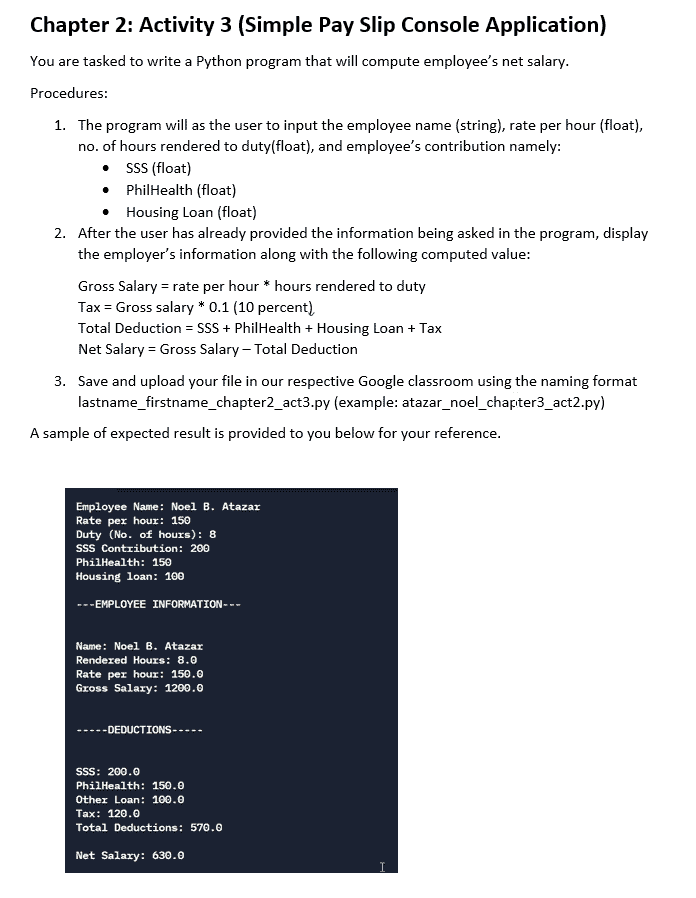 Chapter 2: Activity 3 (Simple Pay Slip Console Application)
You are tasked to write a Python program that will compute employee's net salary.
Procedures:
1. The program will as the user to input the employee name (string), rate per hour (float),
no. of hours rendered to duty(float), and employee's contribution namely:
• SSS (float)
• PhilHealth (float)
• Housing Loan (float)
2. After the user has already provided the information being asked in the program, display
the employer's information along with the following computed value:
Gross Salary = rate per hour * hours rendered to duty
Tax = Gross salary * 0.1 (10 percent)
Total Deduction = SSS + PhilHealth + Housing Loan + Tax
Net Salary = Gross Salary – Total Deduction
3. Save and upload your file in our respective Google classroom using the naming format
lastname_firstname_chapter2_act3.py (example: atazar_noel_chapter3_act2.py)
A sample of expected result is provided to you below for your reference.
Employee Name: Noel B. Atazar
Rate per hour: 150
Duty (No. of hours): 8
SSS Contribution: 200
PhilHealth: 150
Housing loan: 100
---EMPLOYEE INFORMATION---
Name: Noel B. Atazar
Rendered Hours: 8.0
Rate per hour: 150.0
Gross Salary: 1200.0
-----DEDUCTIONS-----
SSS: 200.0
PhilHealth: 150.0
Other Loan: 100.0
Tax: 120.0
Total Deductions: 570.0
Net Salary: 630.0